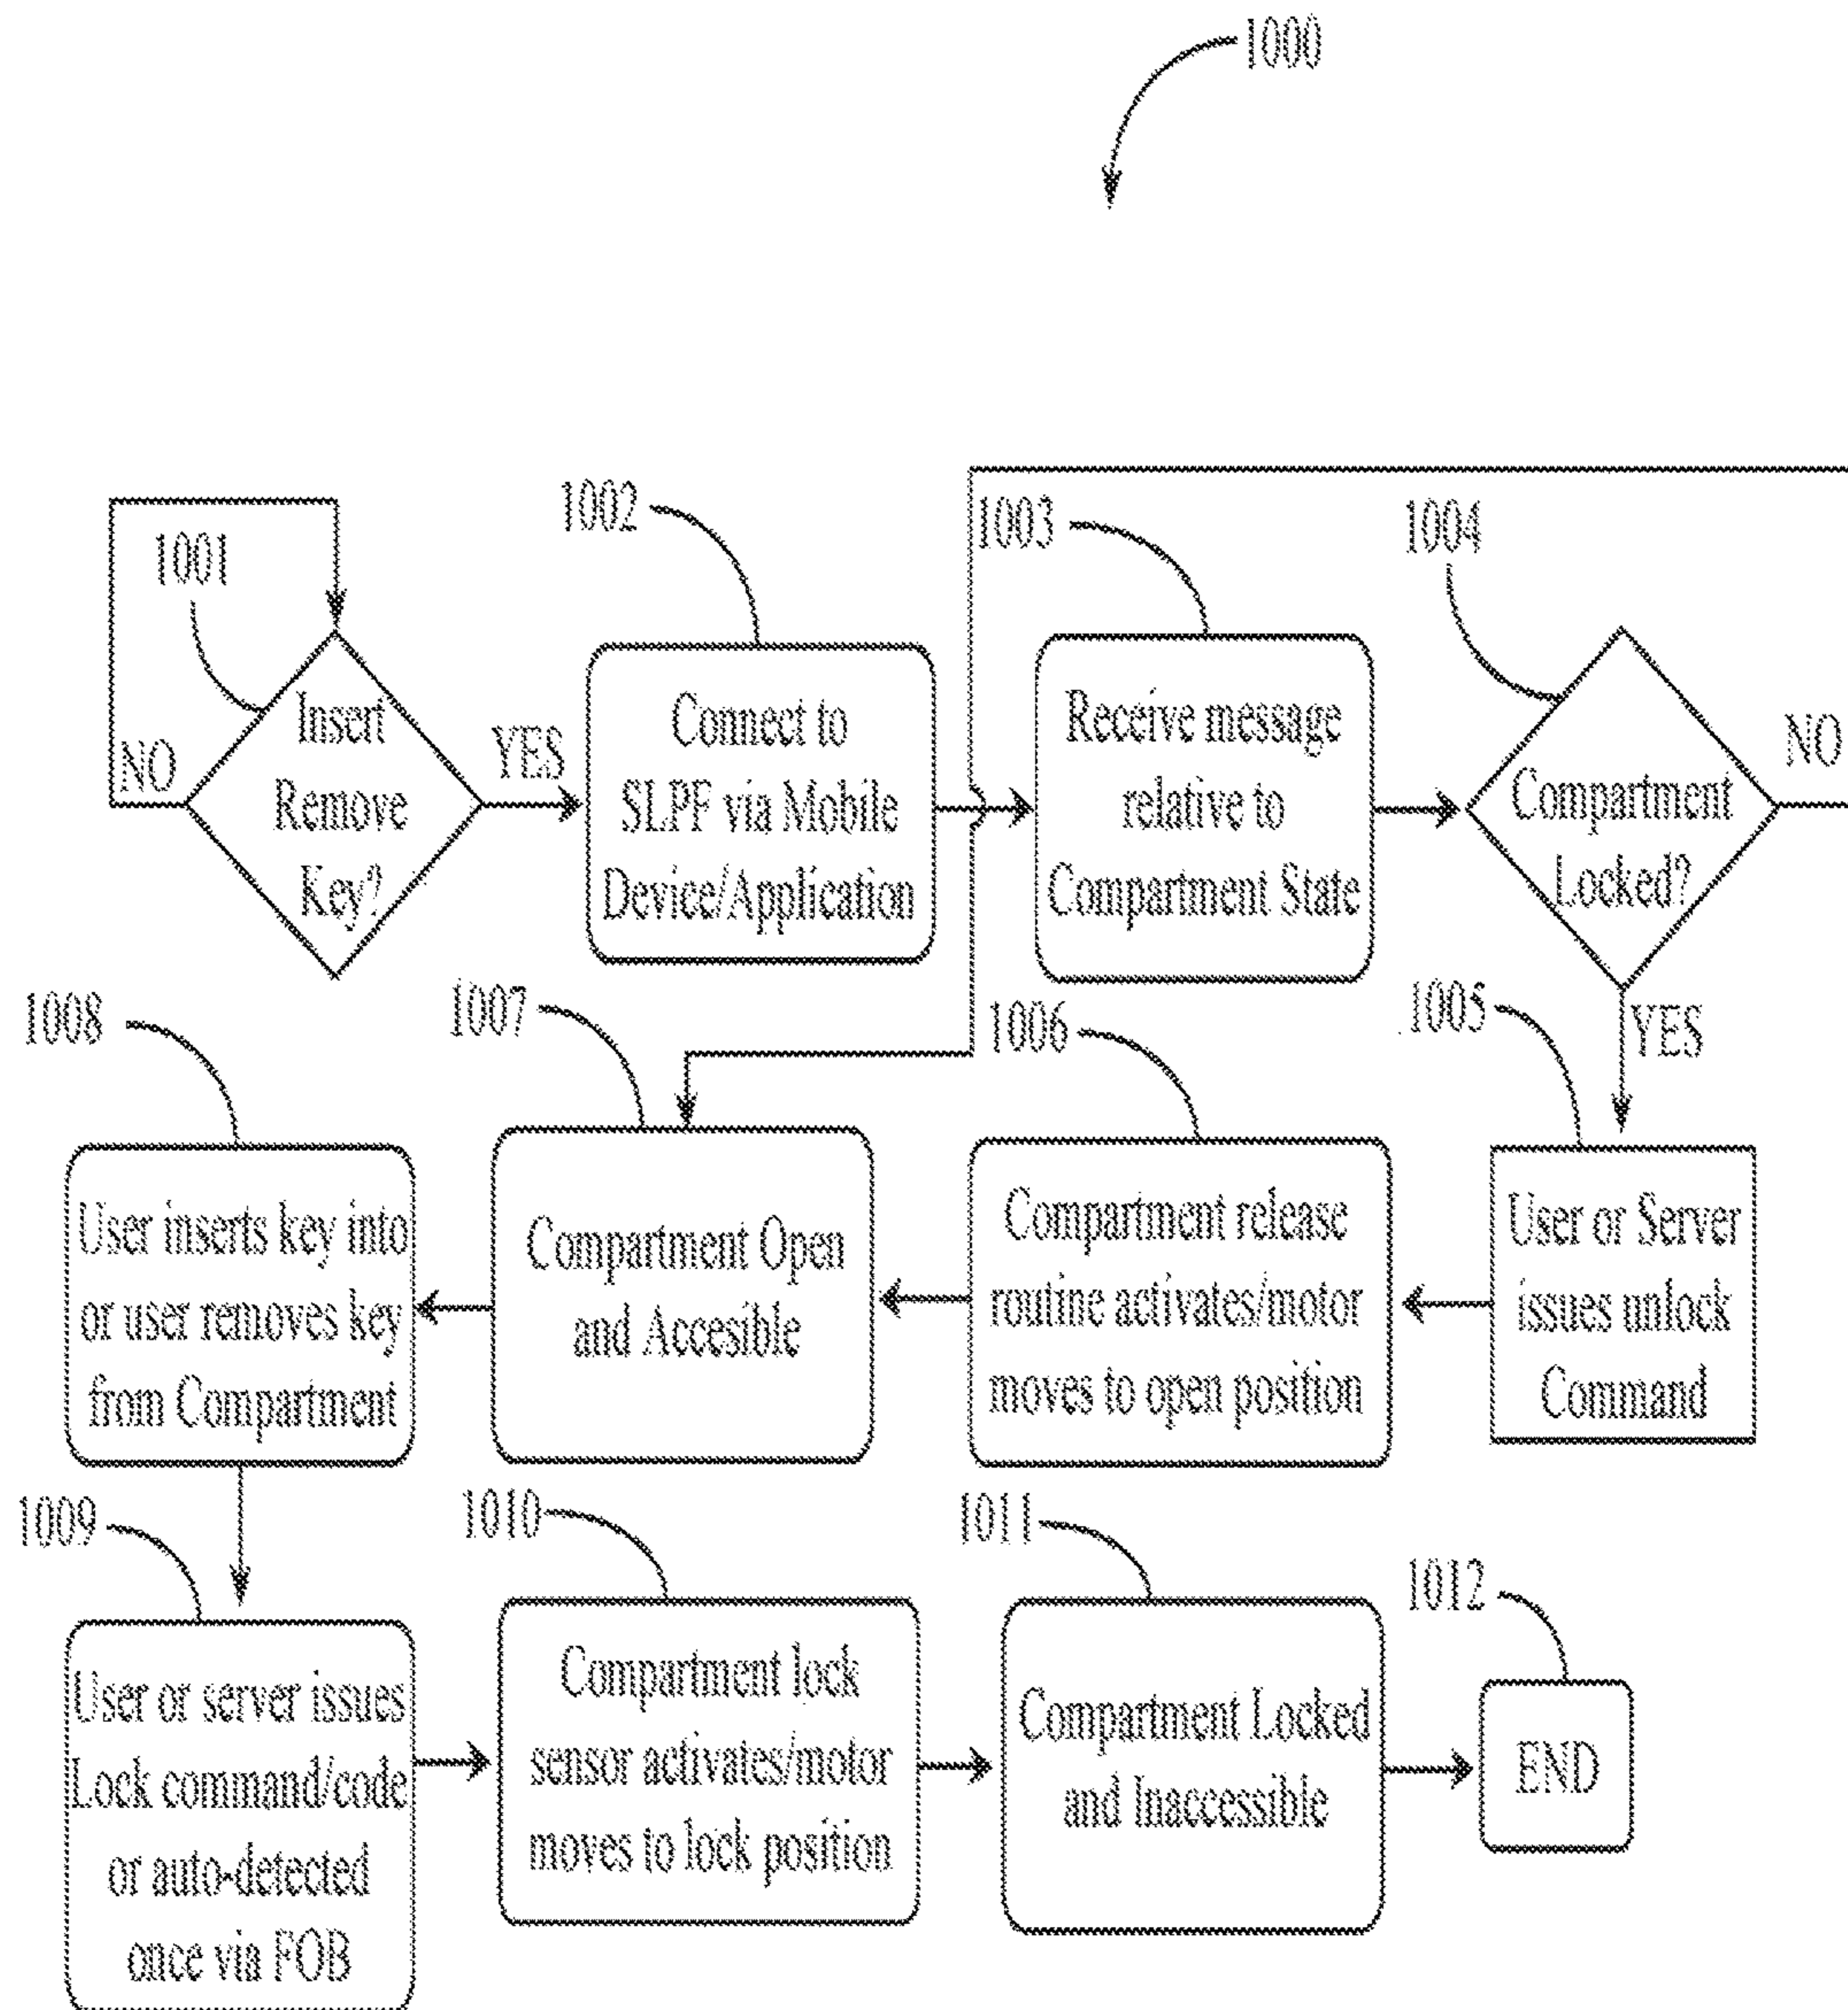 1000
1001
Insert
Remove
Key?
NO
YES
1002
Connect to
SLPF via Mobile
Device/Application
1003
Receive message
relative to
Compartment State
1004
Compartment
Locked?
NO
YES
1005
User or Server
issues unlock
Command
1006
Compartment release
routine activates/motor
moves to open position
1007
Compartment Open
and Accesible
1008
User inserts key into
or user removes key
from Compartment
1009
User or server issues
Lock command/code
or auto-detected
once via FOB
1010
Compartment lock
sensor activates/motor
moves to lock position
1011
Compartment Locked
and Inaccessible
1012
END